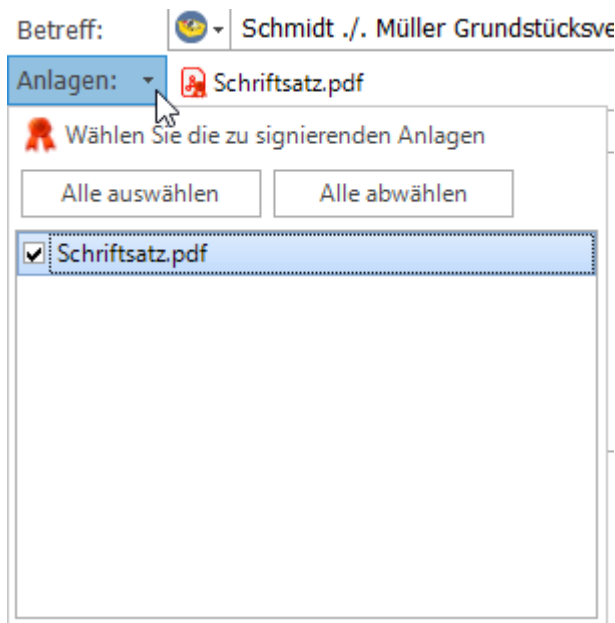 Betreff: Schmidt ./. Müller Grundstücksve
Anlagen: Schriftsatz.pdf
Wählen Sie die zu signierenden Anlagen
Alle auswählen Alle abwählen
Schriftsatz.pdf